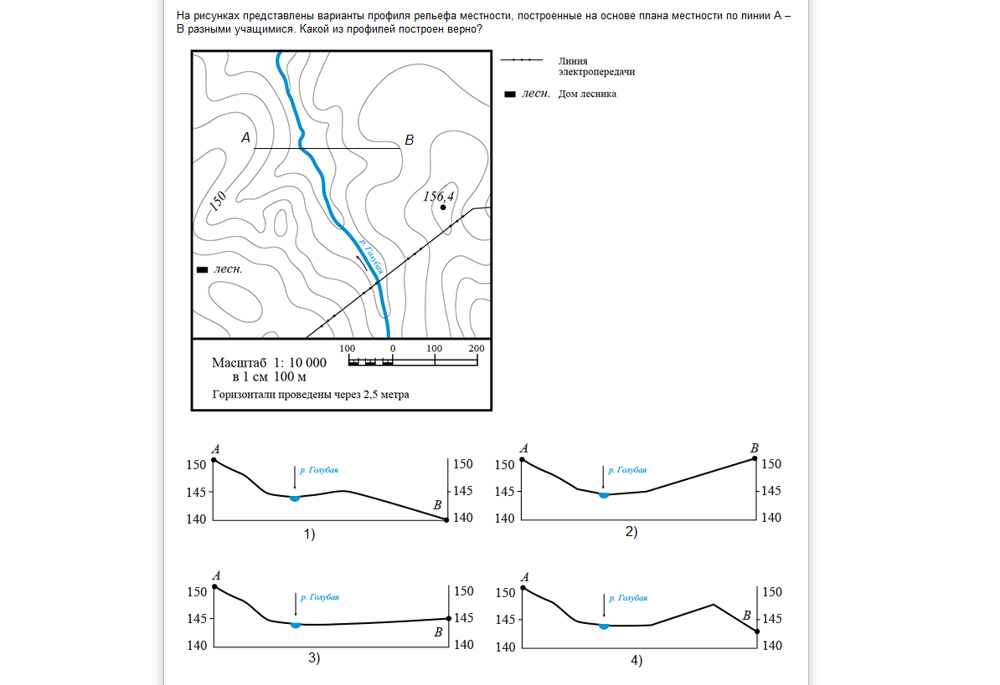 На рисунках представлены варианты профиля рельефа местности, построенные на основе плана местности по линии А –
В разными учащимися. Какой из профилей построен верно?
Линия
электропередачи
лесн. Дом лесника
A
B
150
156,4
р. Голубая
лесн.
100 0 100 200
Масштаб 1: 10 000
в 1 см 100 м
Горизонтали проведены через 2,5 метра
A
150
145
140
р. Голубая
B
150
145
140
1)
A
150
145
140
р. Голубая
B
150
145
140
2)
A
150
145
140
р. Голубая
B
150
145
140
3)
A
150
145
140
р. Голубая
B
150
145
140
4)